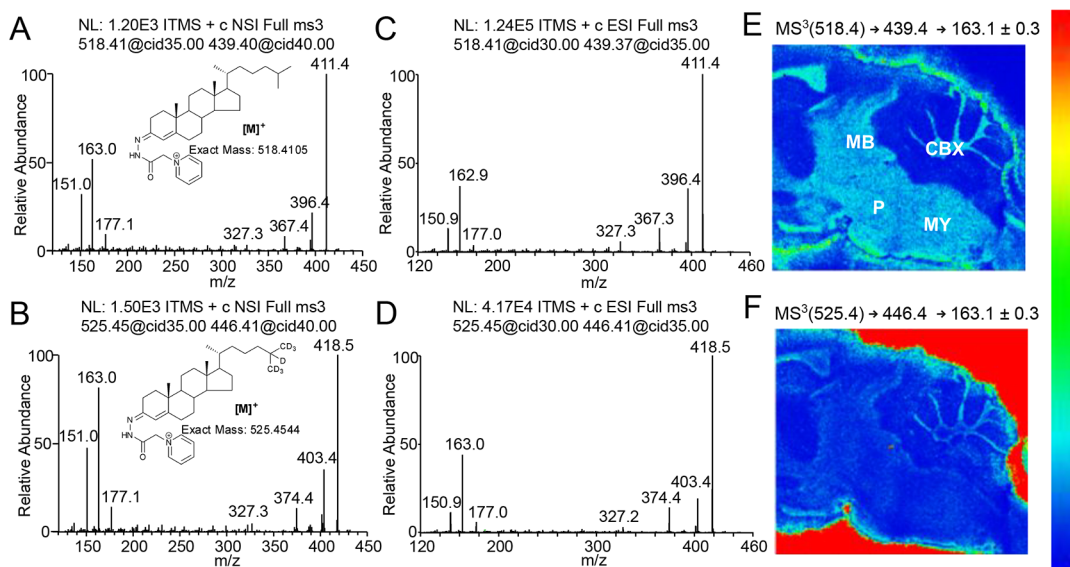 A
NL: 1.20E3 ITMS + c NSI Full ms3
518.41@cid35.00 439.40@cid40.00
100
50
0
Relative Abundance
411.4
163.0
151.0
177.1
327.3
367.4
396.4
N
HN
O
N
⊕
[M]+
Exact Mass: 518.4105
150 200 250 300 350 400 450
m/z
C
NL: 1.24E5 ITMS + c ESI Full ms3
518.41@cid30.00 439.37@cid35.00
100
50
0
Relative Abundance
411.4
162.9
150.9
177.0
327.3
367.3
396.4
120 200 300 400 460
m/z
E
MS3(518.4) → 439.4 → 163.1 ± 0.3
MB
CBX
P
MY
B
NL: 1.50E3 ITMS + c NSI Full ms3
525.45@cid35.00 446.41@cid40.00
100
50
0
Relative Abundance
418.5
163.0
151.0
177.1
327.3
374.4
403.4
CD3
D
CD3
N
HN
O
N
⊕
[M]+
Exact Mass: 525.4544
150 200 250 300 350 400 450
m/z
D
NL: 4.17E4 ITMS + c ESI Full ms3
525.45@cid30.00 446.41@cid35.00
100
50
0
Relative Abundance
418.5
163.0
150.9
177.0
327.2
374.4
403.4
120 200 300 400 460
m/z
F
MS3(525.4) → 446.4 → 163.1 ± 0.3